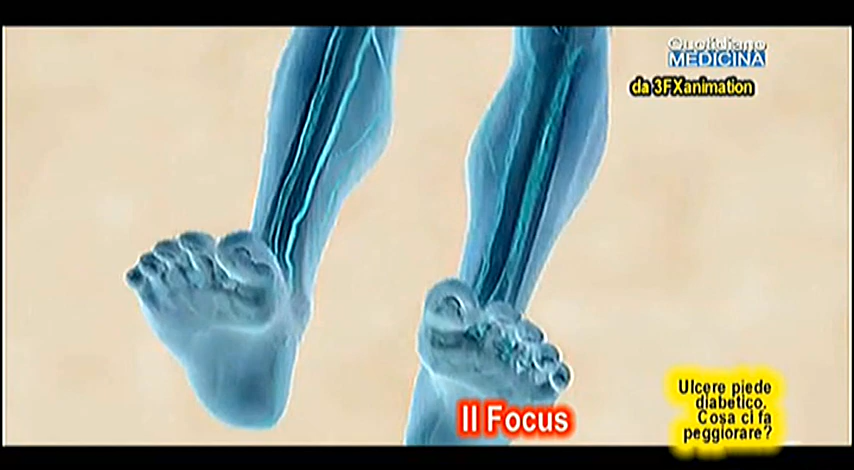 Quotidiano
MEDICINA
da 3FXanimation
Il Focus
Ulcere piede
diabetico.
Cosa ci fa
peggiorare?